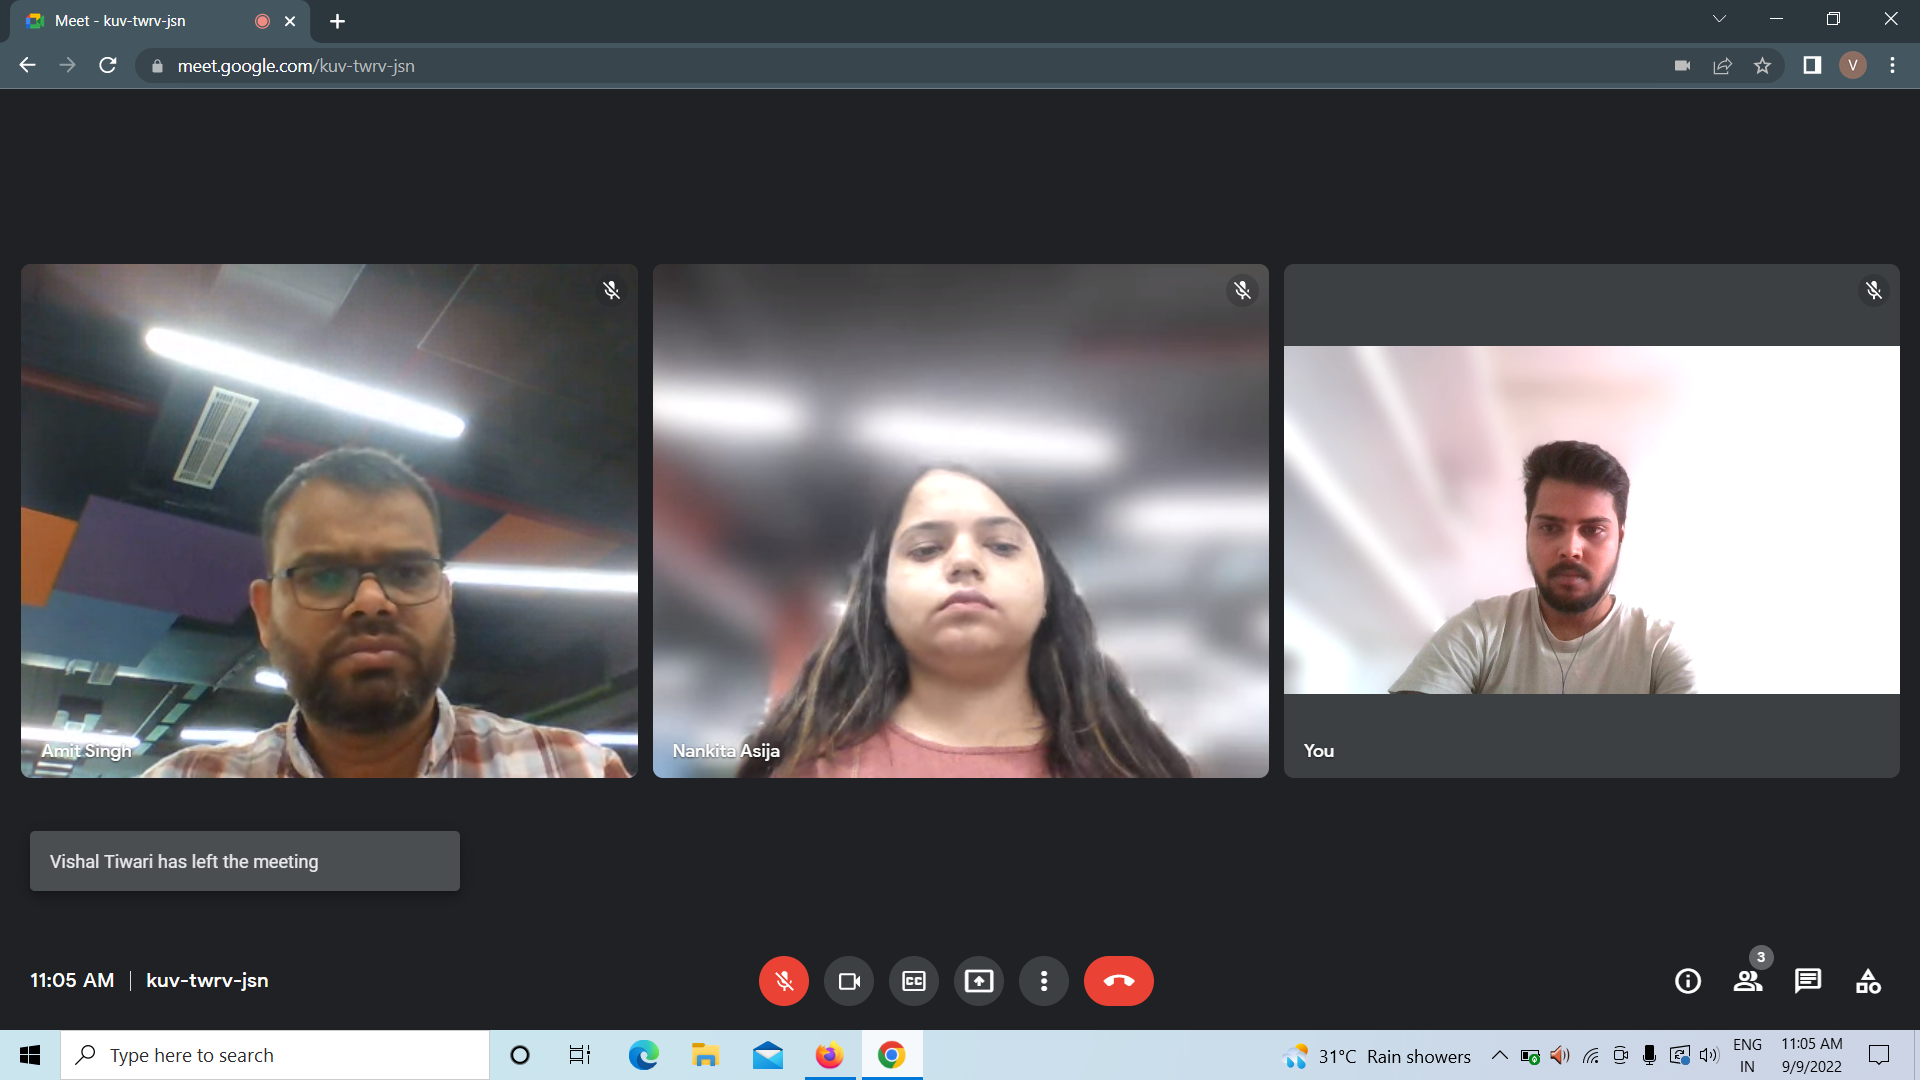 Meet - kuv-twrv-jsn
meet.google.com/kuv-twrv-jsn
V
Amit Singh
Nankita Asija
You
Vishal Tiwari has left the meeting
11:05 AM | kuv-twrv-jsn
CC
3
Type here to search
31°C Rain showers
ENG
IN
11:05 AM
9/9/2022